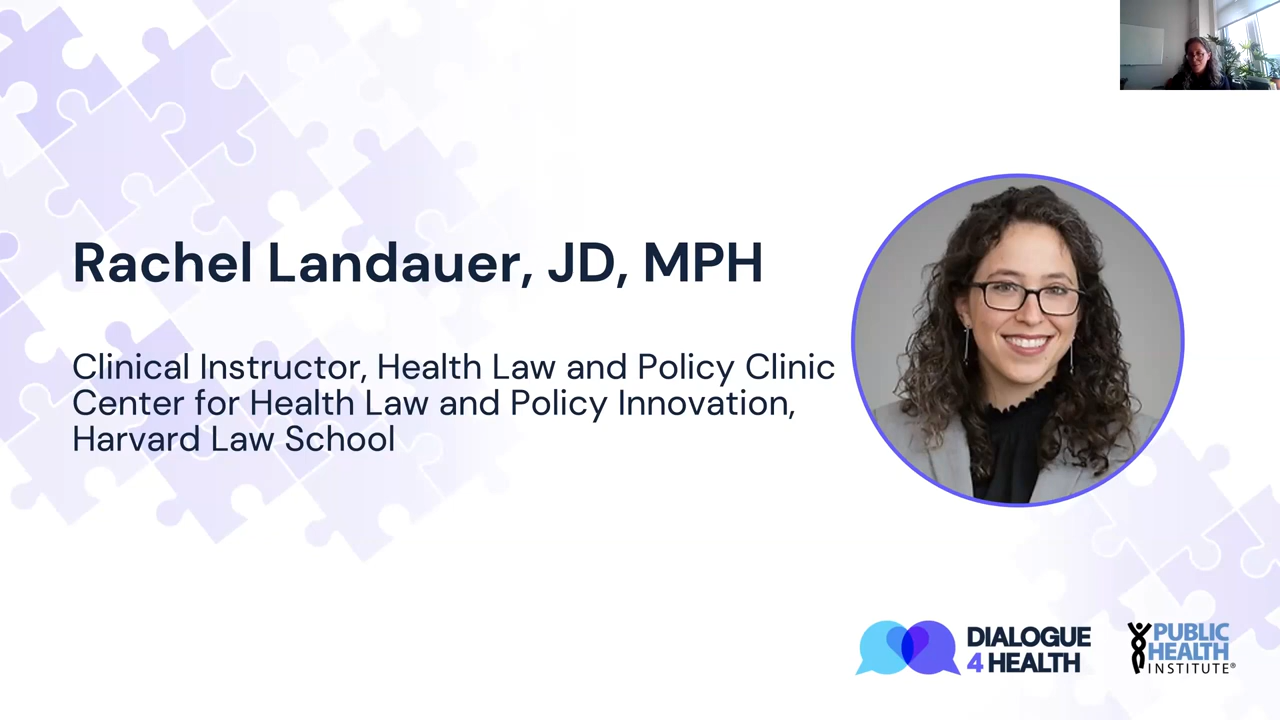 Rachel Landauer, JD, MPH
Clinical Instructor, Health Law and Policy Clinic
Center for Health Law and Policy Innovation,
Harvard Law School
DIALOGUE
4 HEALTH
PUBLIC
HEALTH
INSTITUTE®